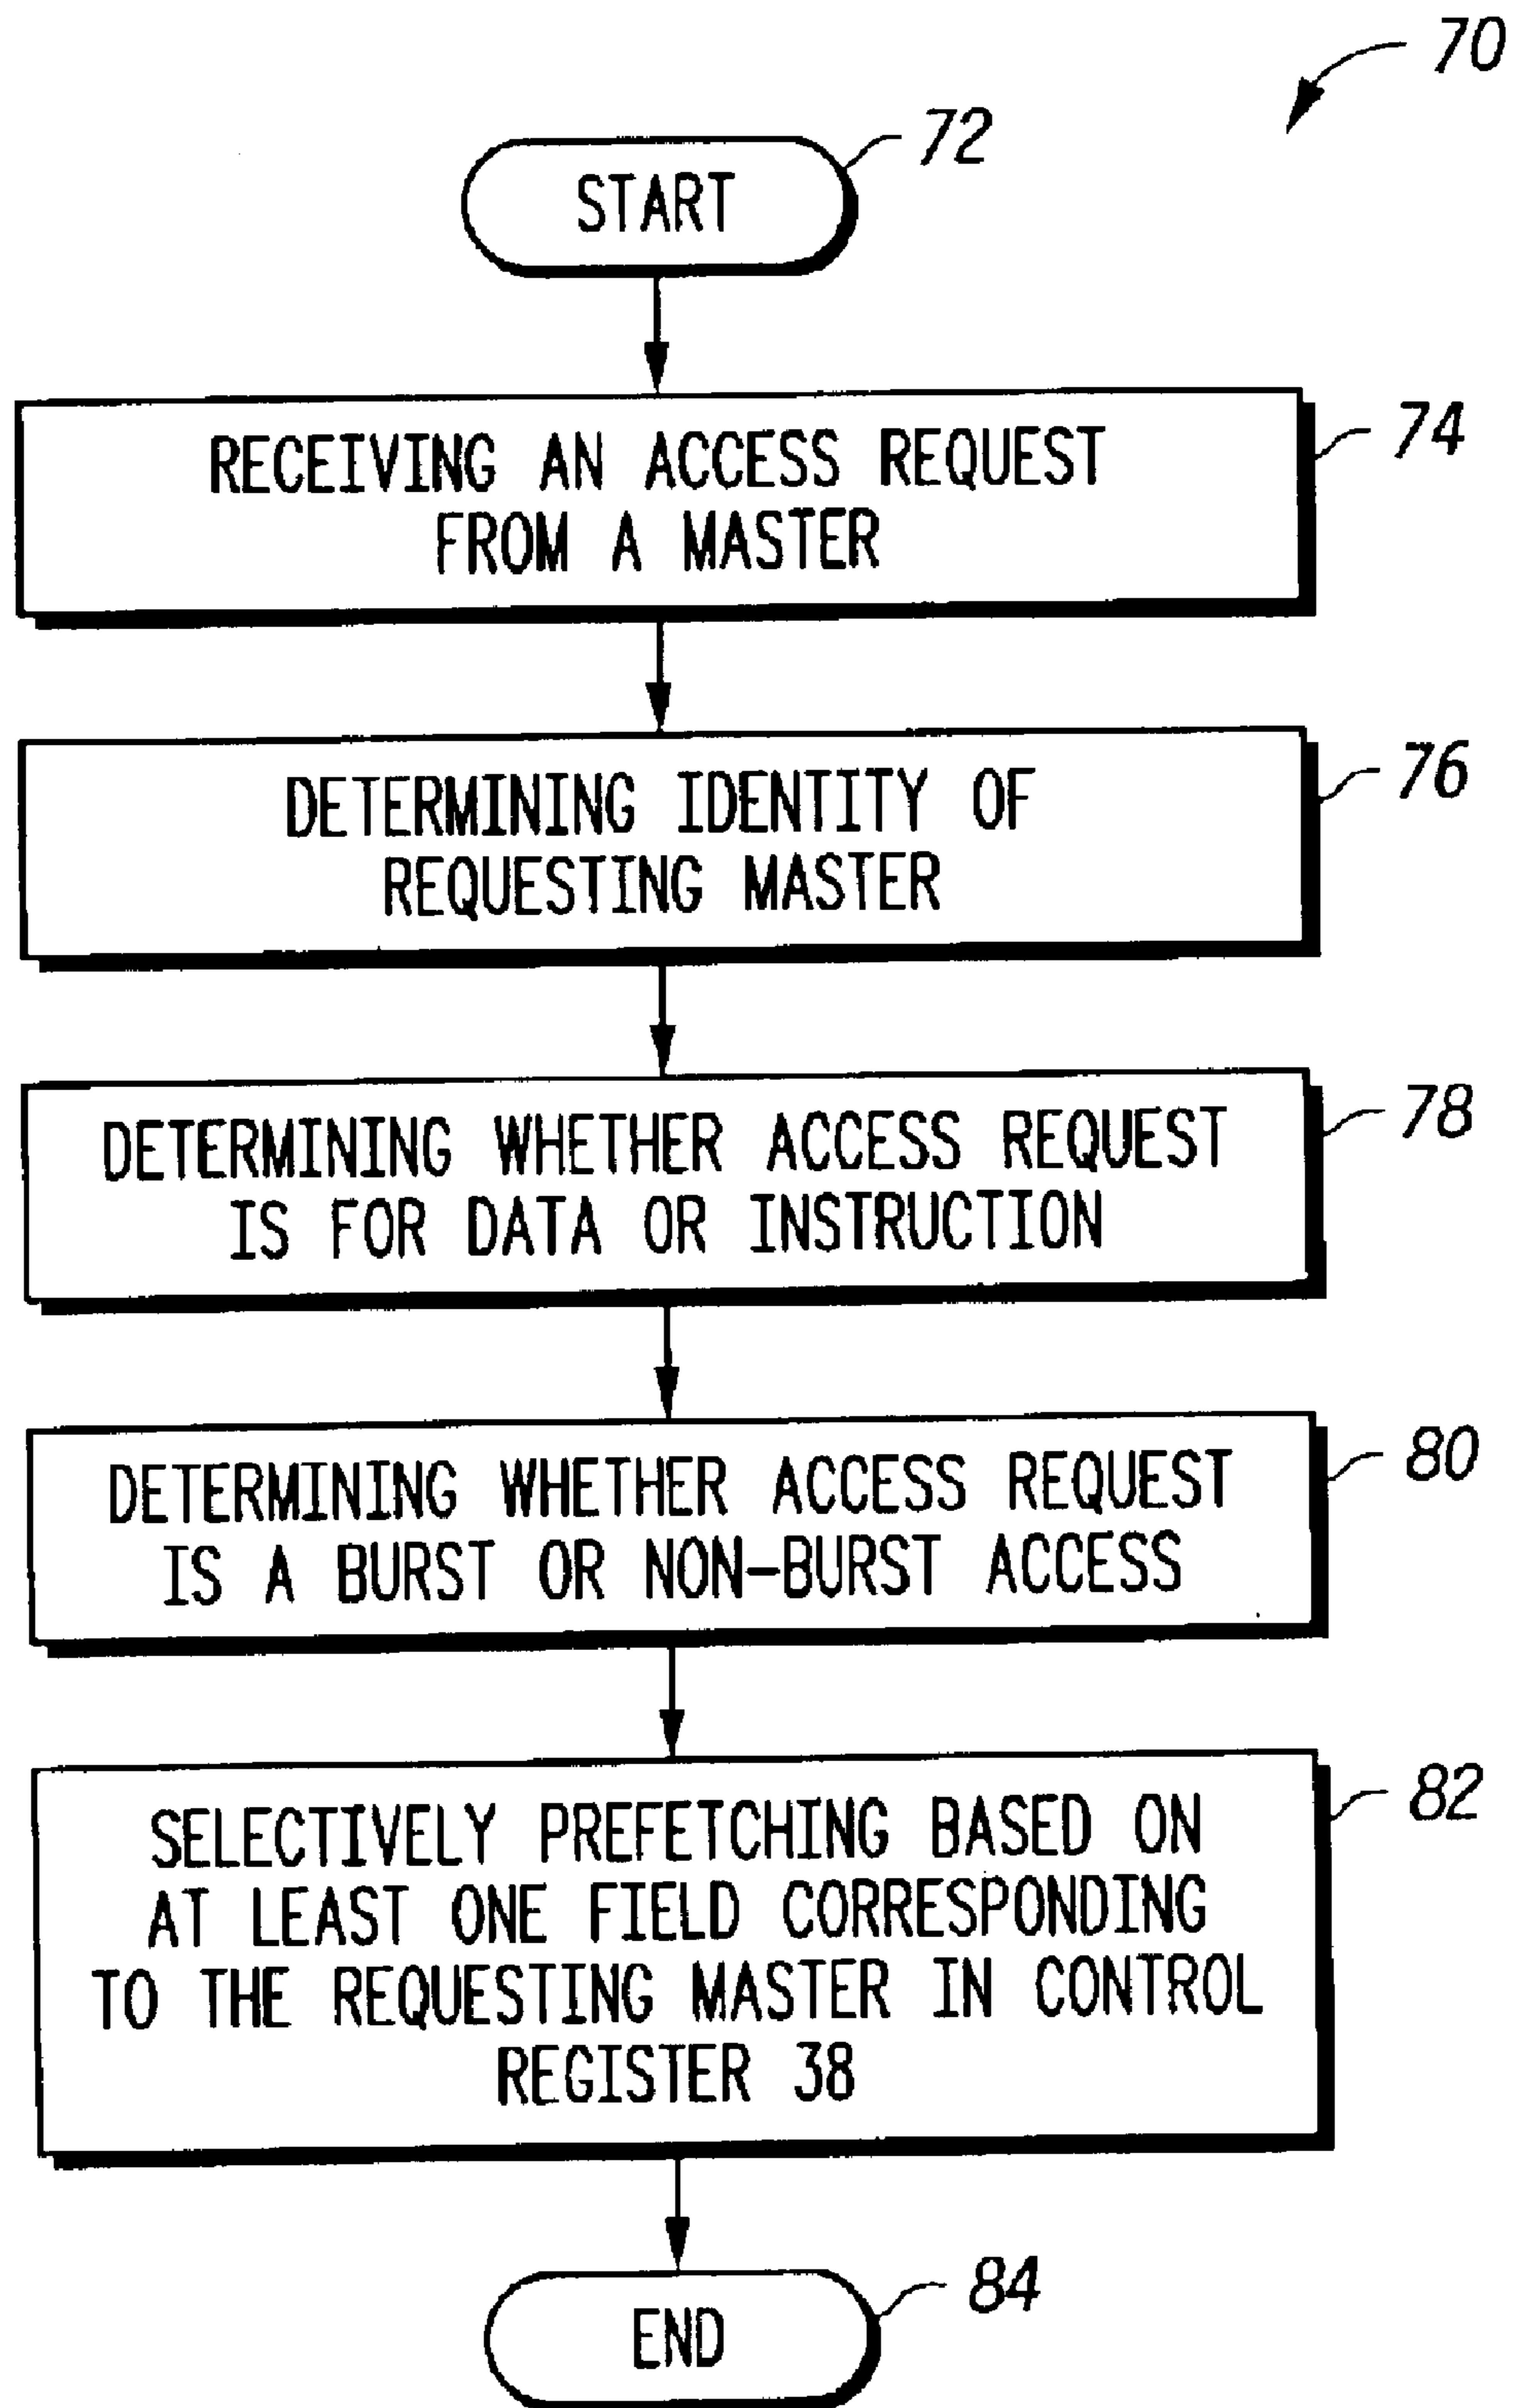 70
72
START
RECEIVING AN ACCESS REQUEST
FROM A MASTER
74
DETERMINING IDENTITY OF
REQUESTING MASTER
76
DETERMINING WHETHER ACCESS REQUEST
IS FOR DATA OR INSTRUCTION
78
DETERMINING WHETHER ACCESS REQUEST
IS A BURST OR NON-BURST ACCESS
80
SELECTIVELY PREFETCHING BASED ON
AT LEAST ONE FIELD CORRESPONDING
TO THE REQUESTING MASTER IN CONTROL
REGISTER 38
82
END
84